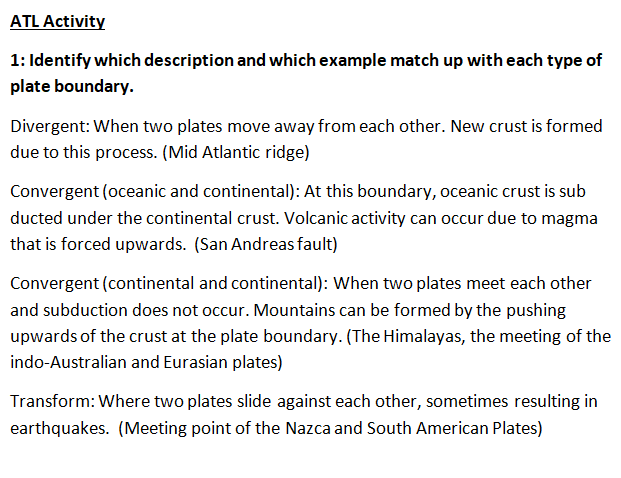 ATL Activity
1: Identify which description and which example match up with each type of
plate boundary.
Divergent: When two plates move away from each other. New crust is formed
due to this process. (Mid Atlantic ridge)
Convergent (oceanic and continental): At this boundary, oceanic crust is sub
ducted under the continental crust. Volcanic activity can occur due to magma
that is forced upwards.  (San Andreas fault)
Convergent (continental and continental): When two plates meet each other
and subduction does not occur. Mountains can be formed by the pushing
upwards of the crust at the plate boundary. (The Himalayas, the meeting of the
indo-Australian and Eurasian plates)
Transform: Where two plates slide against each other, sometimes resulting in
earthquakes.  (Meeting point of the Nazca and South American Plates)